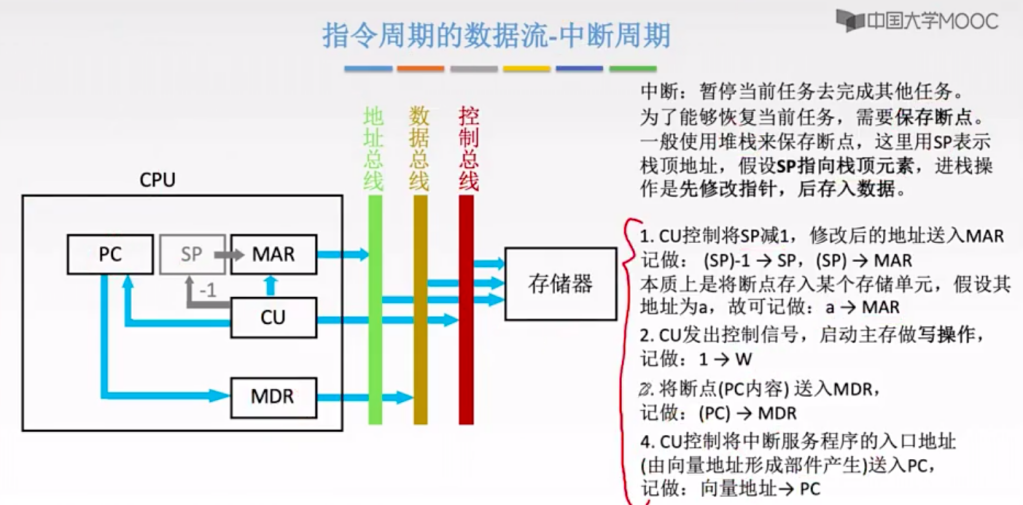 中国大学MOOC
指令周期的数据流-中断周期
地址总线
数据总线
控制总线
CPU
PC
SP
MAR
-1
CU
MDR
存储器
中断：暂停当前任务去完成其他任务。
为了能够恢复当前任务，需要保存断点。
一般使用堆栈来保存断点，这里用SP表示
栈顶地址，假设SP指向栈顶元素，进栈操
作是先修改指针，后存入数据。
1. CU控制将SP减1，修改后的地址送入MAR
记做： (SP)-1 → SP，(SP) → MAR
本质上是将断点存入某个存储单元，假设其
地址为a，故可记做：a → MAR
2. CU发出控制信号，启动主存做写操作，
记做：1 → W
3. 将断点(PC内容) 送入MDR，
记做：(PC) → MDR
4. CU控制将中断服务程序的入口地址
(由向量地址形成部件产生)送入PC，
记做：向量地址→ PC